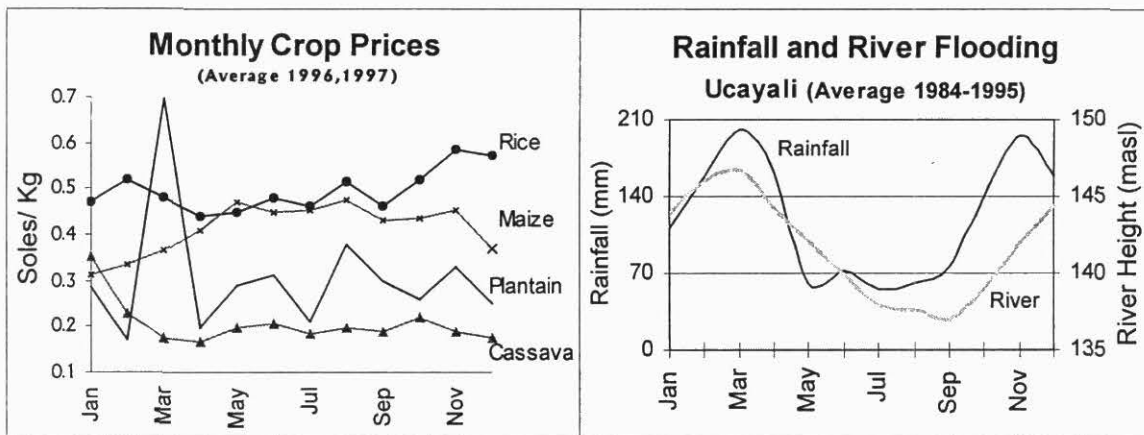 Monthly Crop Prices
(Average 1996,1997)
Soles/ Kg
0.7
0.6
0.5
0.4
0.3
0.2
0.1
Rice
Maize
Plantain
Cassava
Jan
Mar
May
Jul
Sep
Nov
Rainfall and River Flooding
Ucayali (Average 1984-1995)
Rainfall (mm)
210
140
70
0
Rainfall
River
150
145
140
135
River Height (masl)
Jan
Mar
May
Jul
Sep
Nov